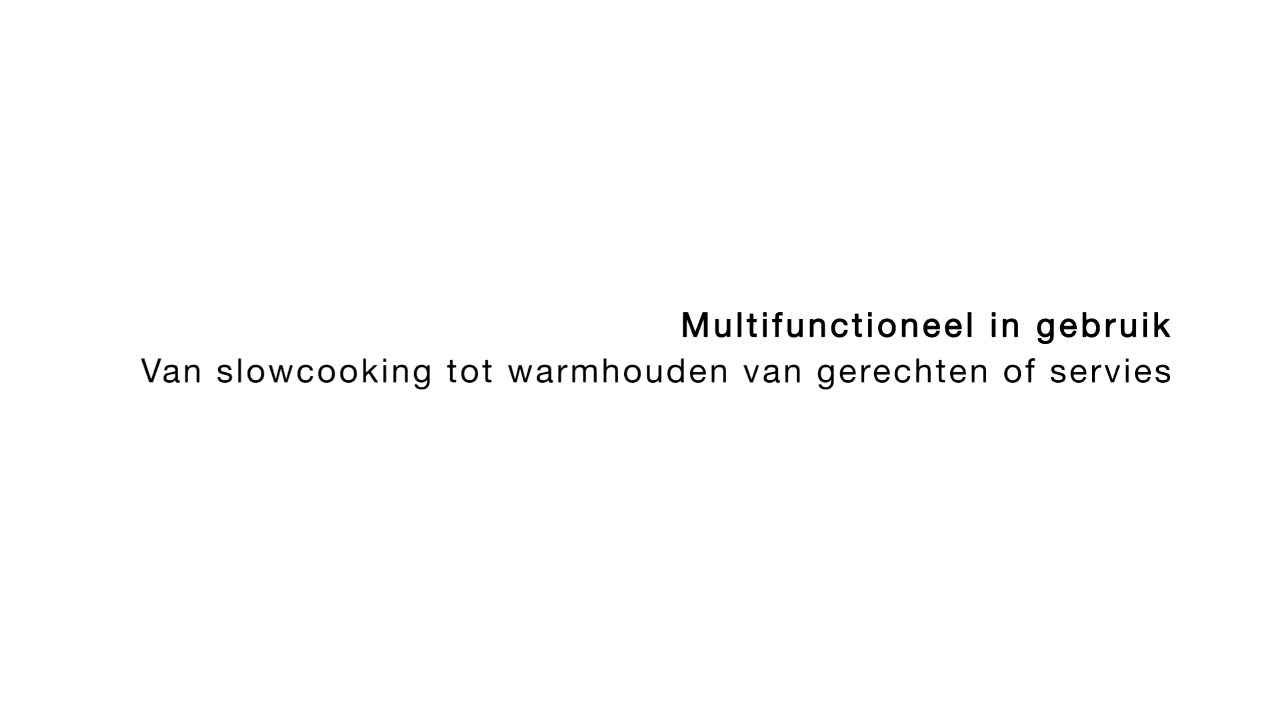 Multifunctioneel in gebruik
Van slowcooking tot warmhouden van gerechten of servies